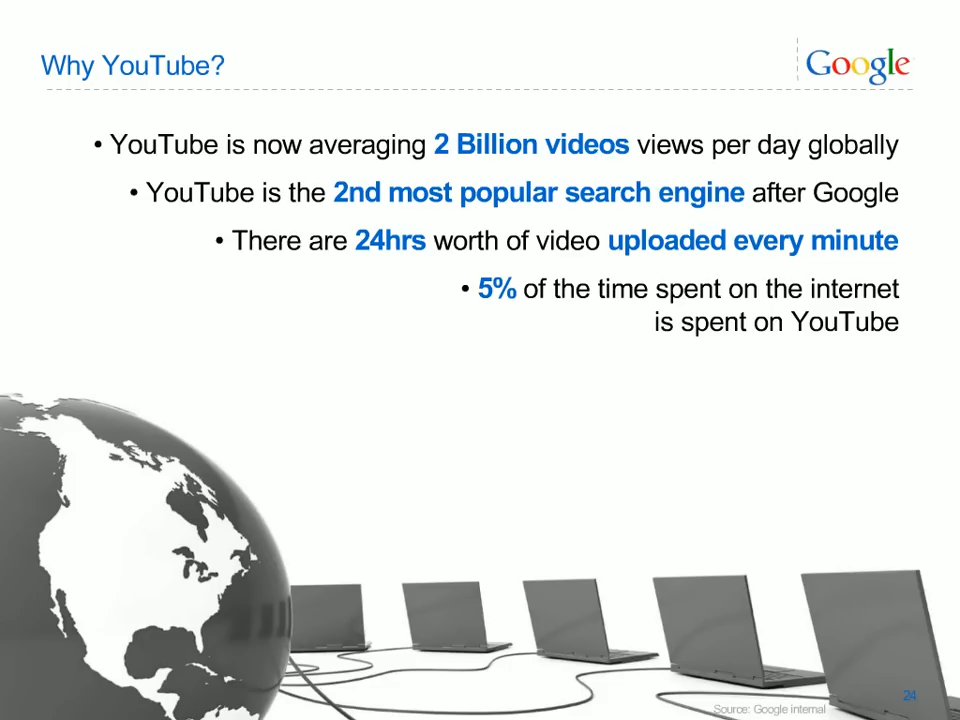 Why YouTube?
Google
• YouTube is now averaging 2 Billion videos views per day globally
• YouTube is the 2nd most popular search engine after Google
• There are 24hrs worth of video uploaded every minute
• 5% of the time spent on the internet
is spent on YouTube
24
Source: Google internal